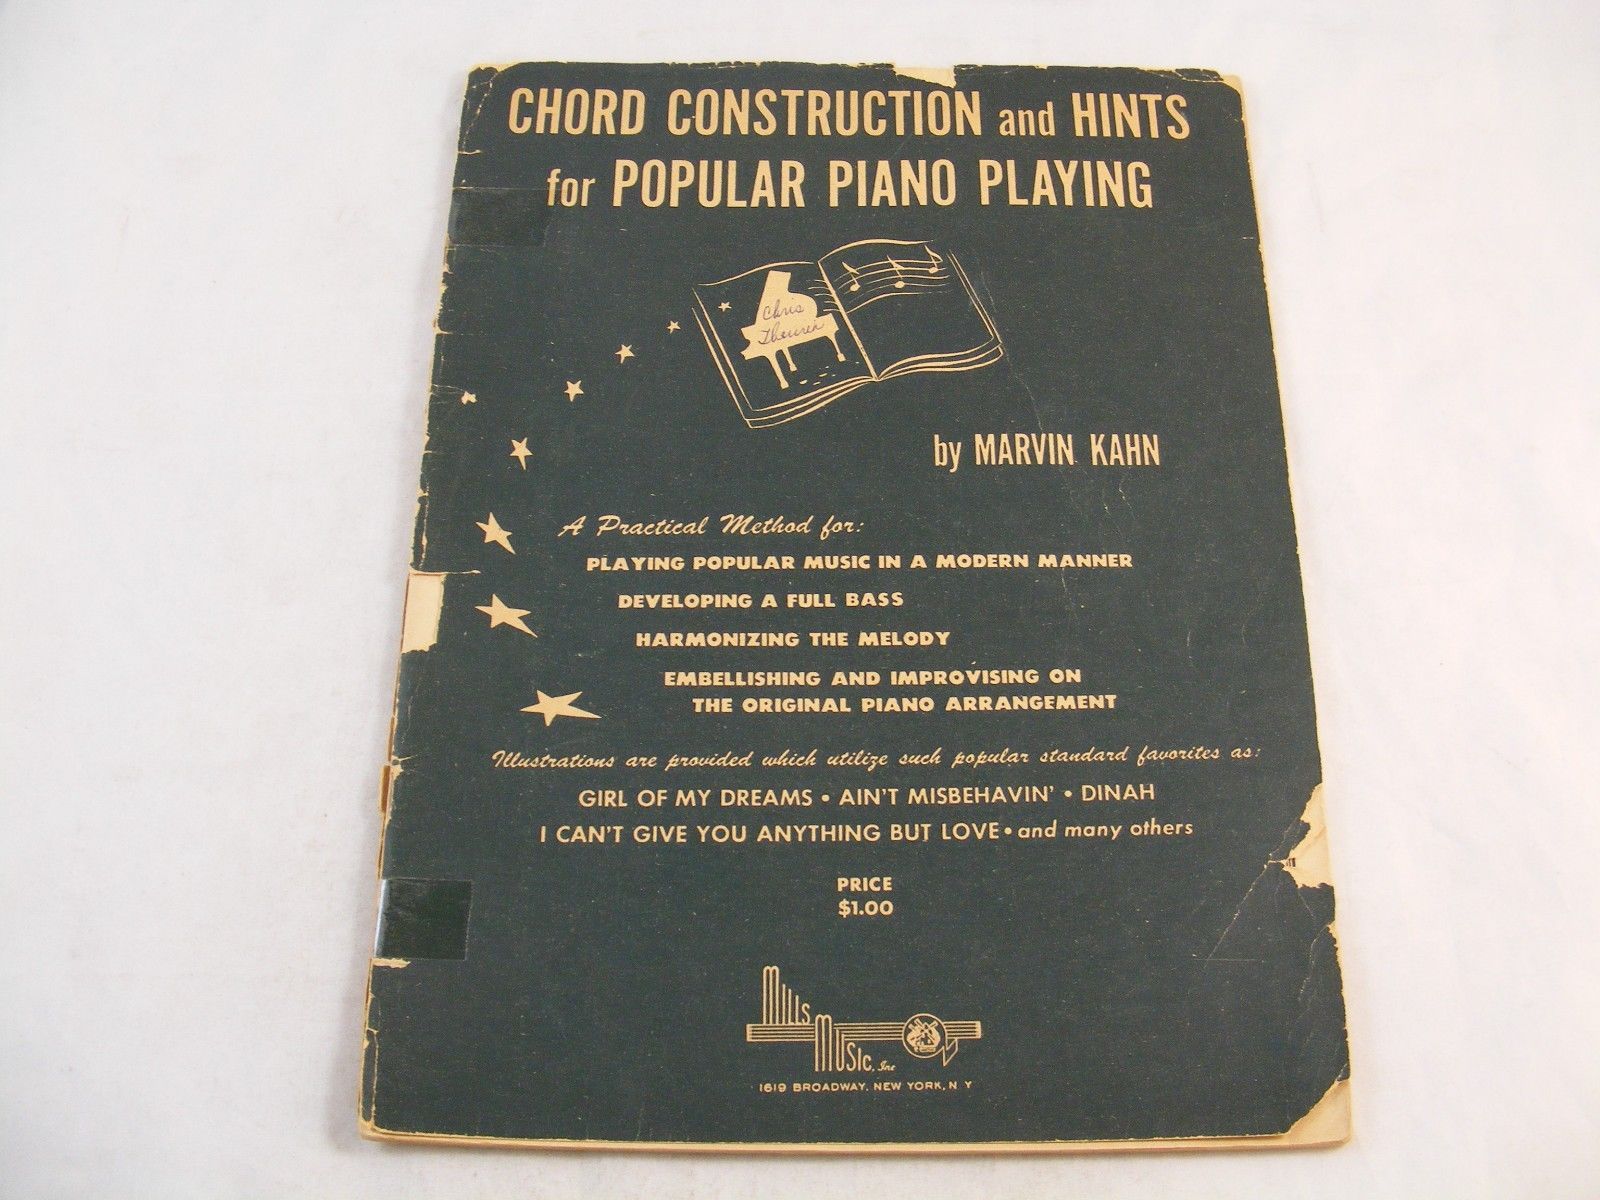 CHORD CONSTRUCTION and HINTS
for POPULAR PIANO PLAYING
Chris
by MARVIN KAHN
A Practical Method for:
PLAYING POPULAR MUSIC IN A MODERN MANNER
DEVELOPING A FULL BASS
HARMONIZING THE MELODY
EMBELLISHING AND IMPROVISING ON
THE ORIGINAL PIANO ARRANGEMENT
Illustrations are provided which utilize such popular standard favorites as:
GIRL OF MY DREAMS • AIN'T MISBEHAVIN' • DINAH
I CAN'T GIVE YOU ANYTHING BUT LOVE • and many others
PRICE
$1.00
MILLS
MUSIC, Inc
1619 BROADWAY, NEW YORK, N Y